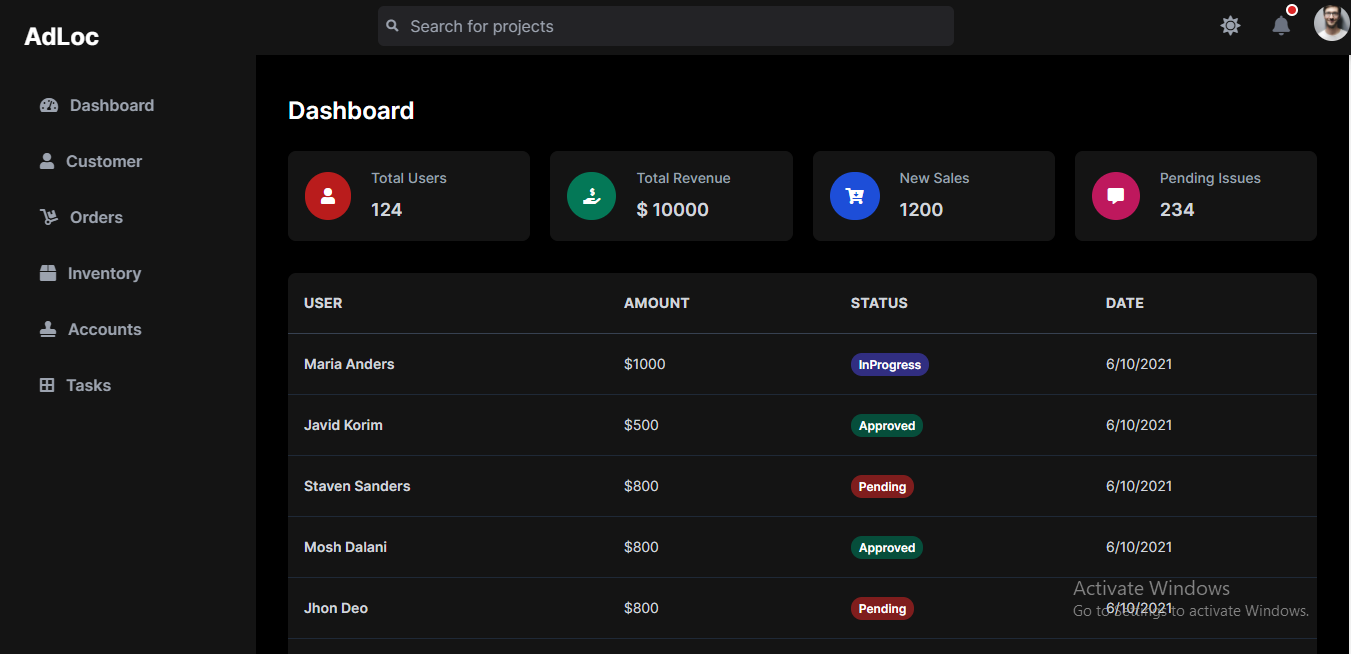 AdLoc
Search for projects
Dashboard
Customer
Orders
Inventory
Accounts
Tasks
Dashboard
Total Users
124
Total Revenue
$ 10000
New Sales
1200
Pending Issues
234
USER AMOUNT STATUS DATE
Maria Anders $1000 InProgress 6/10/2021
Javid Korim $500 Approved 6/10/2021
Staven Sanders $800 Pending 6/10/2021
Mosh Dalani $800 Approved 6/10/2021
Jhon Deo $800 Pending 6/10/2021
Activate Windows
Go to Settings to activate Windows.